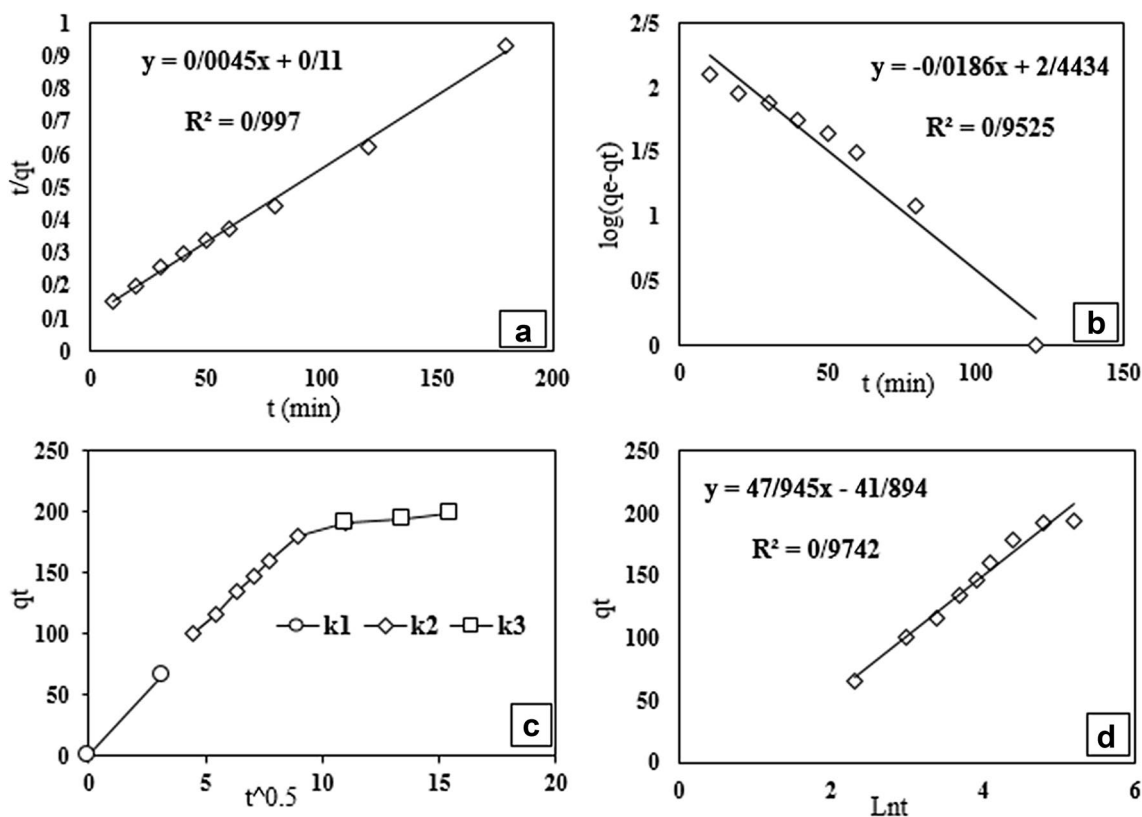 1
0/9
0/8
0/7
0/6
0/5
0/4
0/3
0/2
0/1
0
t/qt
y = 0/0045x + 0/11
R² = 0/997
a
0 50 100 150 200
t (min)
2/5
2
1/5
1
0/5
0
log(qe-qt)
y = -0/0186x + 2/4434
R² = 0/9525
b
0 50 100 150
t (min)
250
200
150
100
50
0
qt
k1 k2 k3
c
0 5 10 15 20
t^0.5
250
200
150
100
50
0
qt
y = 47/945x - 41/894
R² = 0/9742
d
0 2 4 6
Lnt